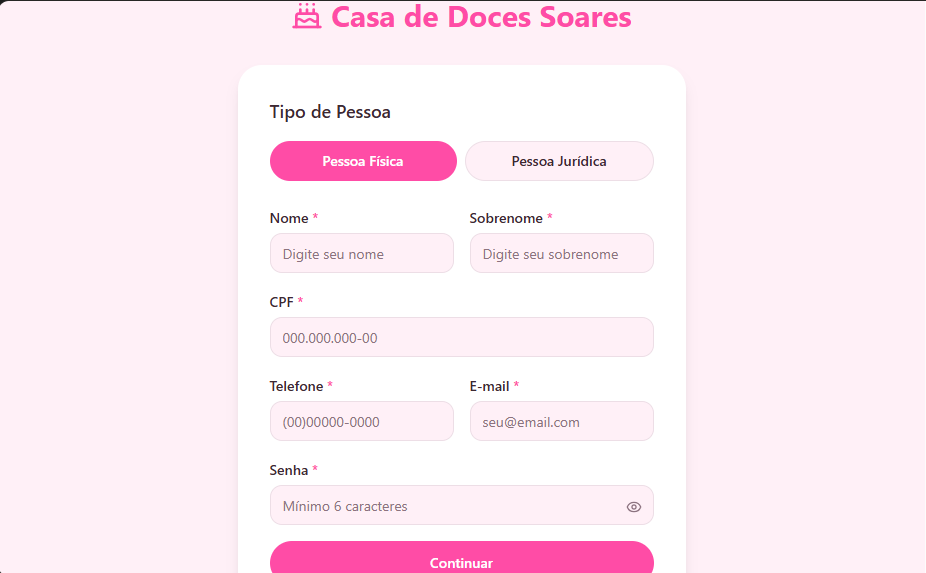 Casa de Doces Soares
Tipo de Pessoa
Pessoa Física Pessoa Jurídica
Nome * Sobrenome *
Digite seu nome Digite seu sobrenome
CPF *
000.000.000-00
Telefone * E-mail *
(00)00000-0000 seu@email.com
Senha *
Mínimo 6 caracteres
Continuar